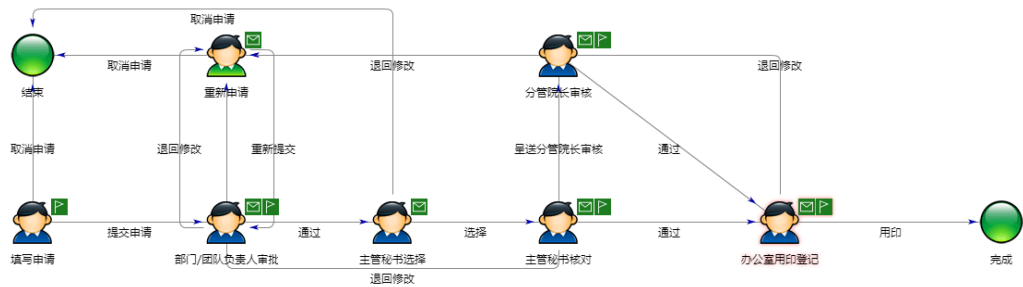 取消申请
取消申请
退回修改
退回修改
结束
重新申请
分管院长审核
取消申请
退回修改
重新提交
呈送分管院长审核
通过
提交申请
通过
选择
通过
用印
填写申请
部门/团队负责人审批
主管秘书选择
主管秘书核对
办公室用印登记
完成
退回修改